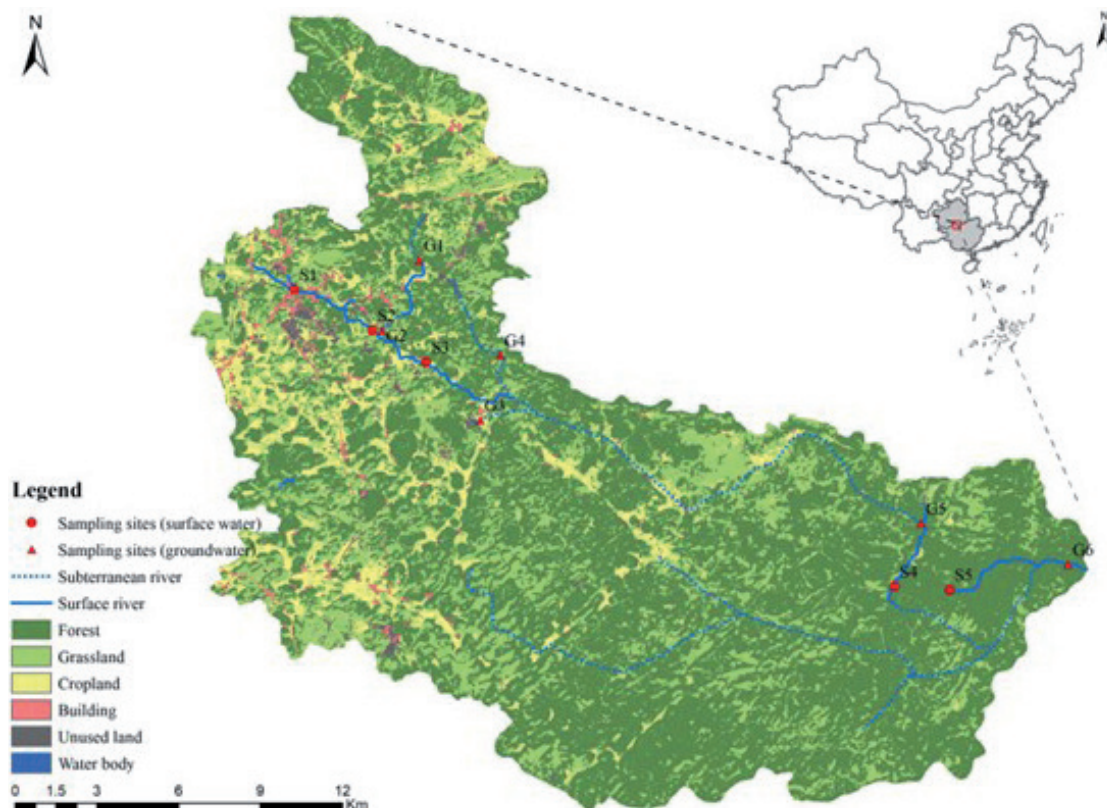 N
N
G1
S1
S2
G2
S3
G4
G3
G5
G6
S4
S5
Legend
Sampling sites (surface water)
Sampling sites (groundwater)
Subterranean river
Surface river
Forest
Grassland
Cropland
Building
Unused land
Water body
0 1.5 3 6 9 12
Km